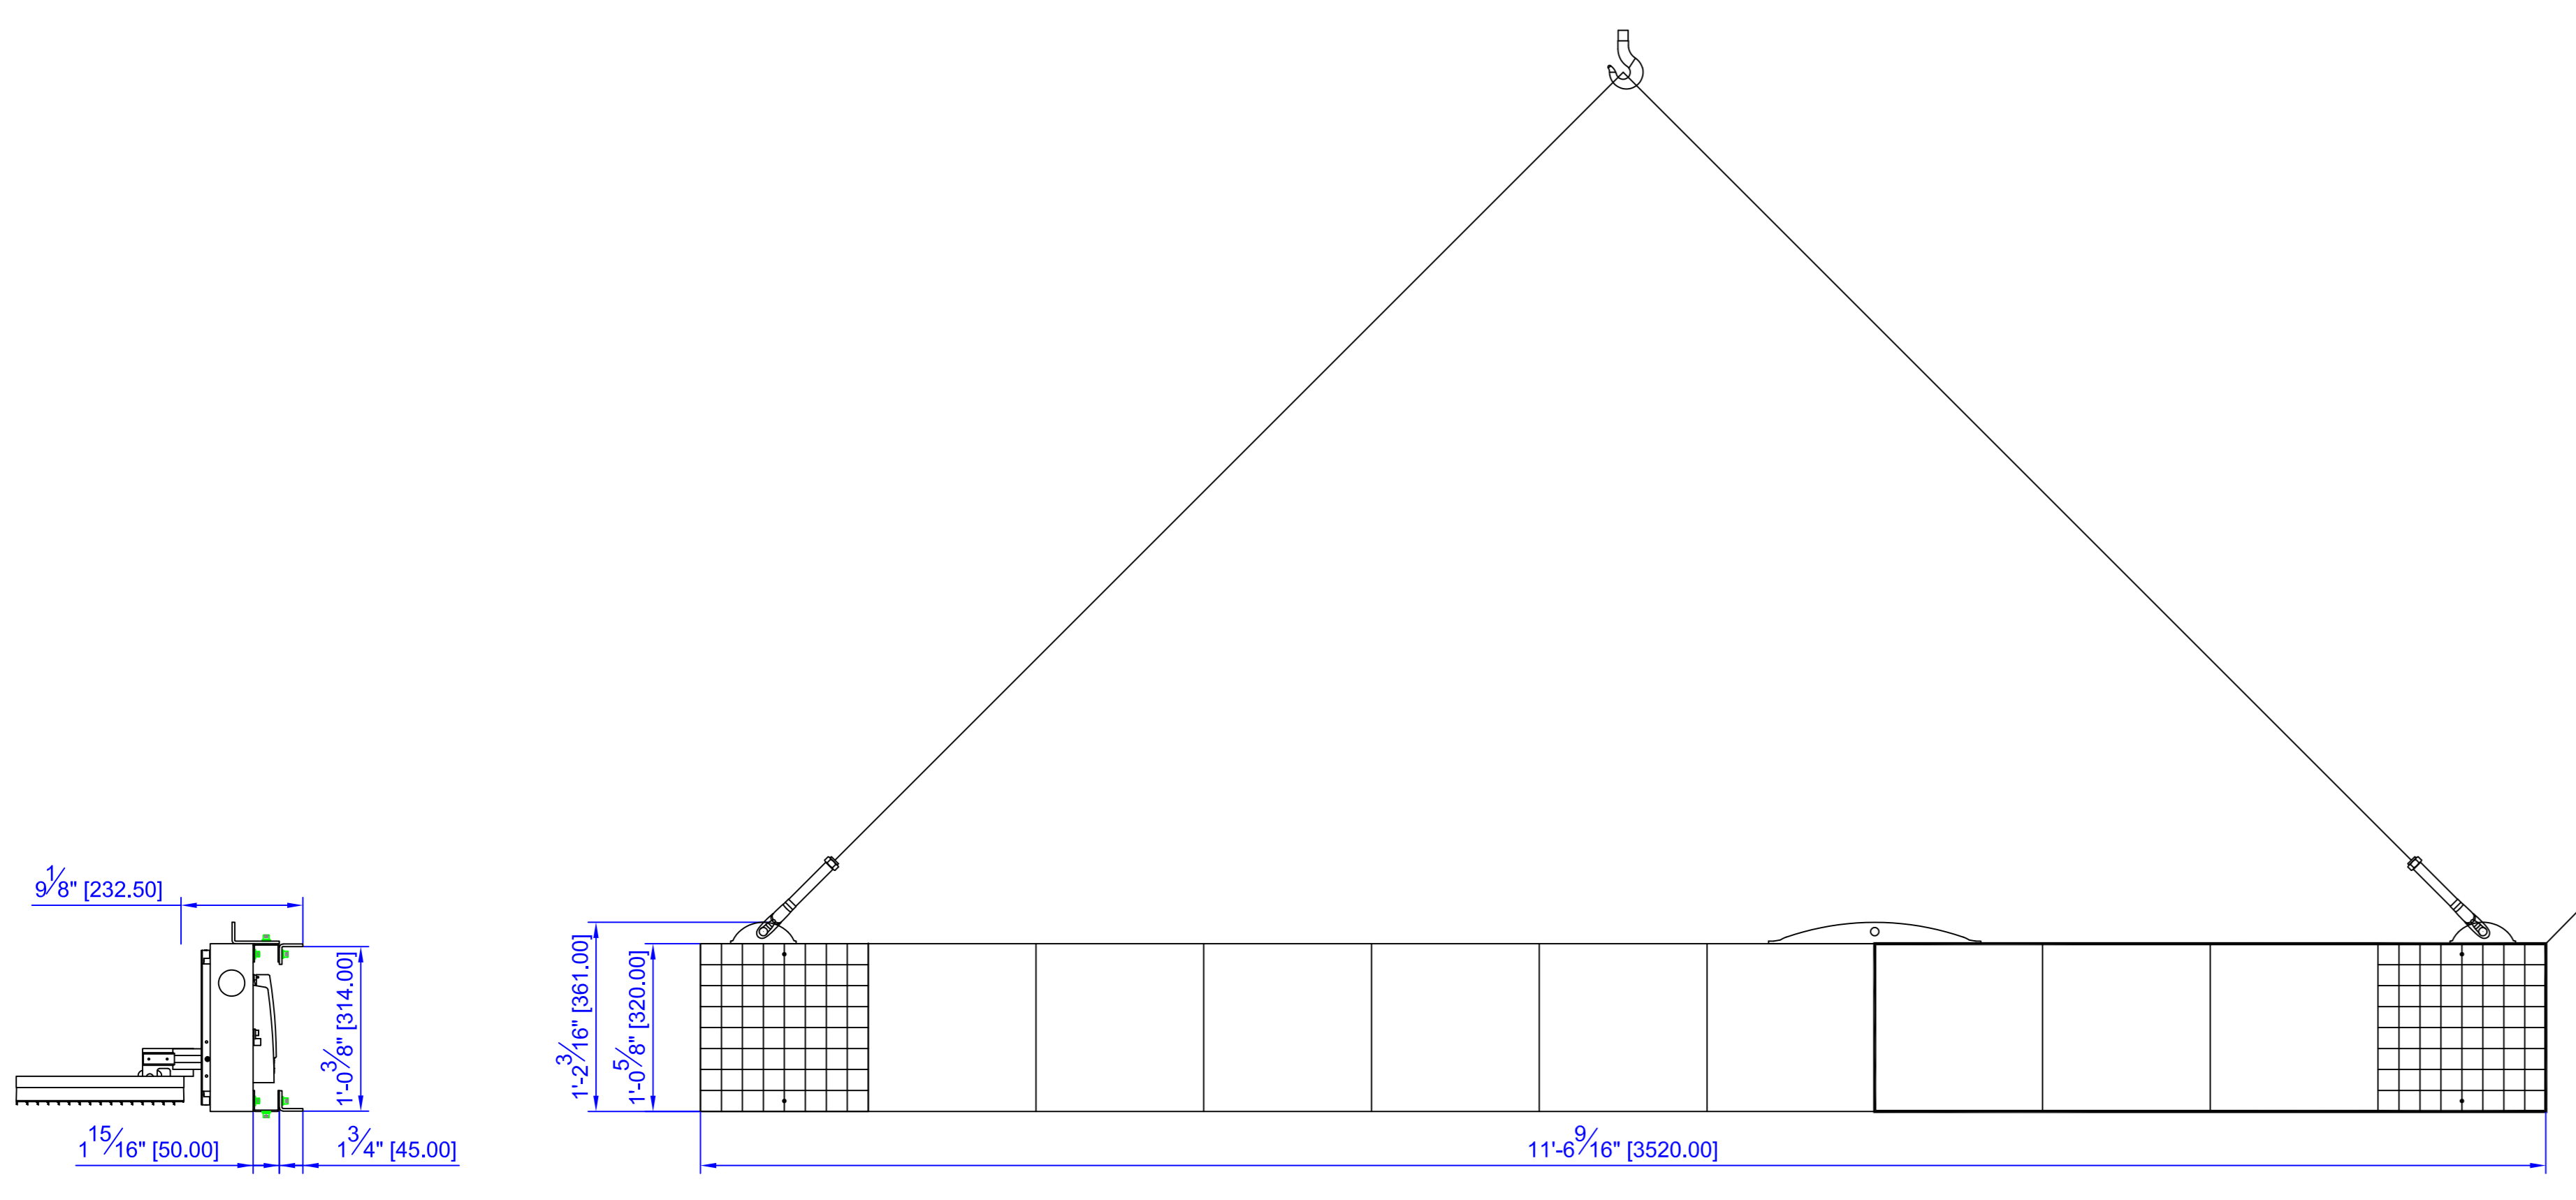 9 1/8" [232.50]
1'-0 3/8" [314.00]
1 15/16" [50.00]
1 3/4" [45.00]
1'-2 3/16" [361.00]
1'-0 5/8" [320.00]
11'-6 9/16" [3520.00]